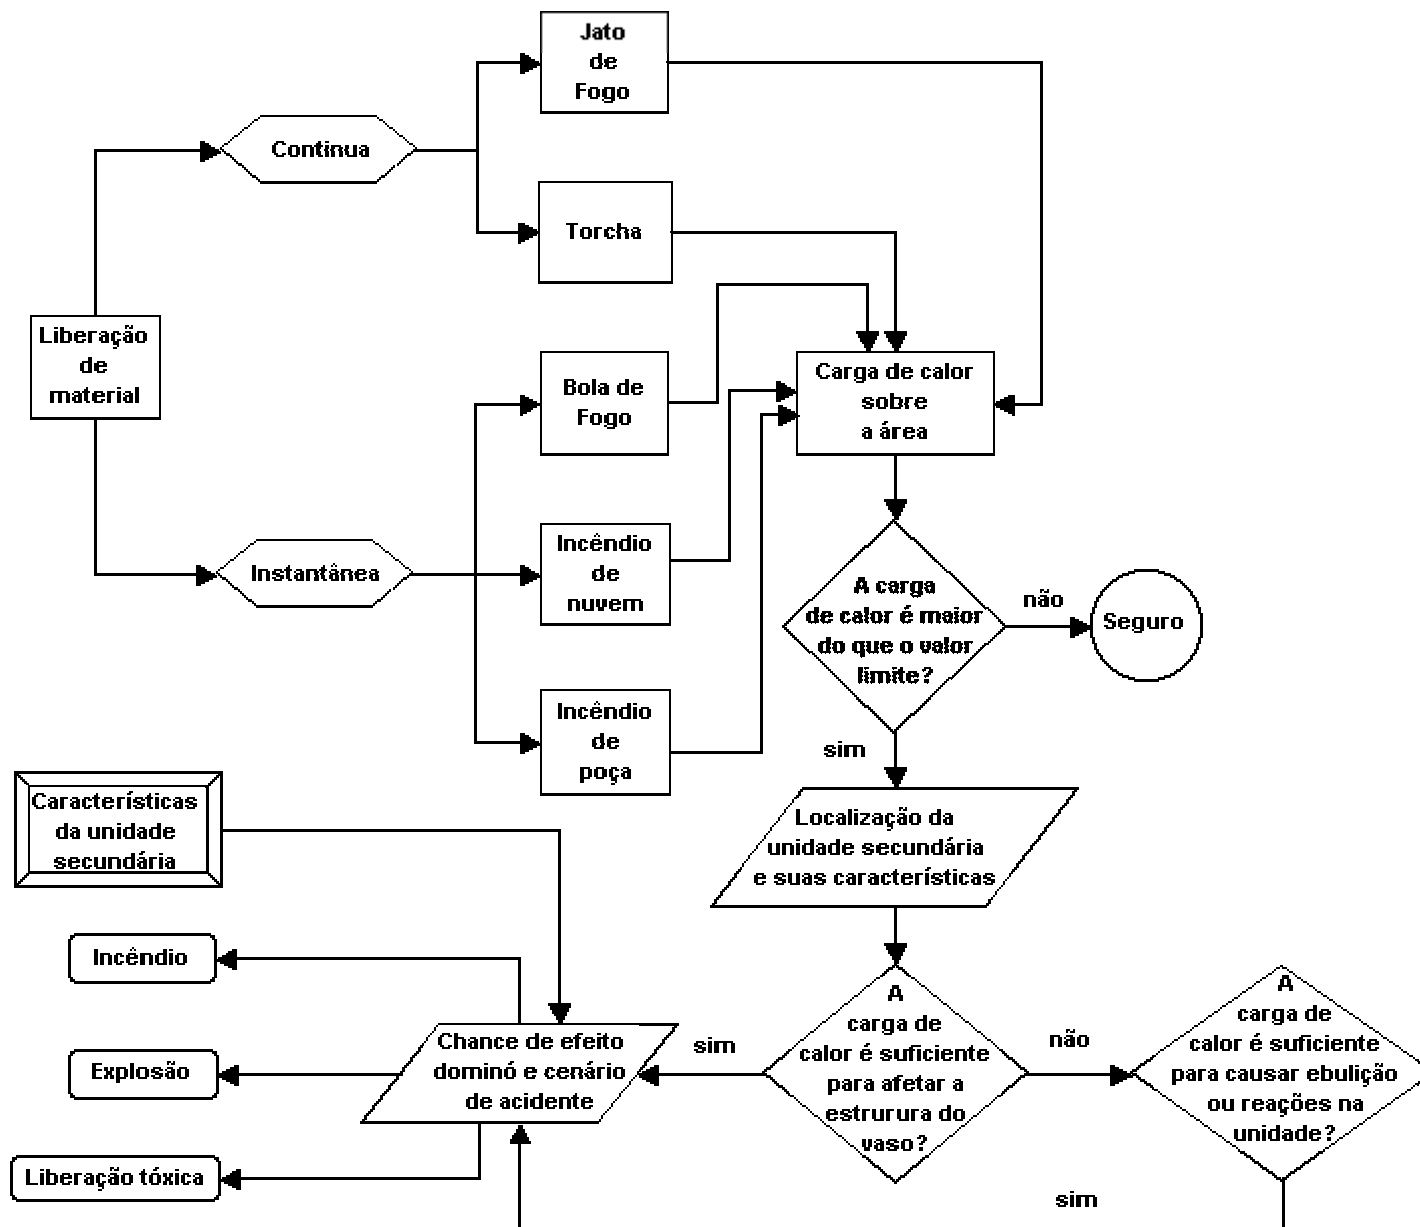 Jato
de
Fogo
Continua
Torcha
Liberação
de
material
Bola de
Fogo
Carga de calor
sobre
a área
Instantânea
Incêndio
de
nuvem
A carga
de calor é maior
do que o valor
limite?
não
Seguro
Incêndio
de
poça
sim
Características
da unidade
secundária
Localização da
unidade secundária
e suas características
Incêndio
Explosão
Liberação tóxica
Chance de efeito
dominó e cenário
de acidente
sim
A
carga de
calor é suficiente
para afetar a
estrurura do
vaso?
não
A
carga de
calor é suficiente
para causar ebulição
ou reações na
unidade?
sim